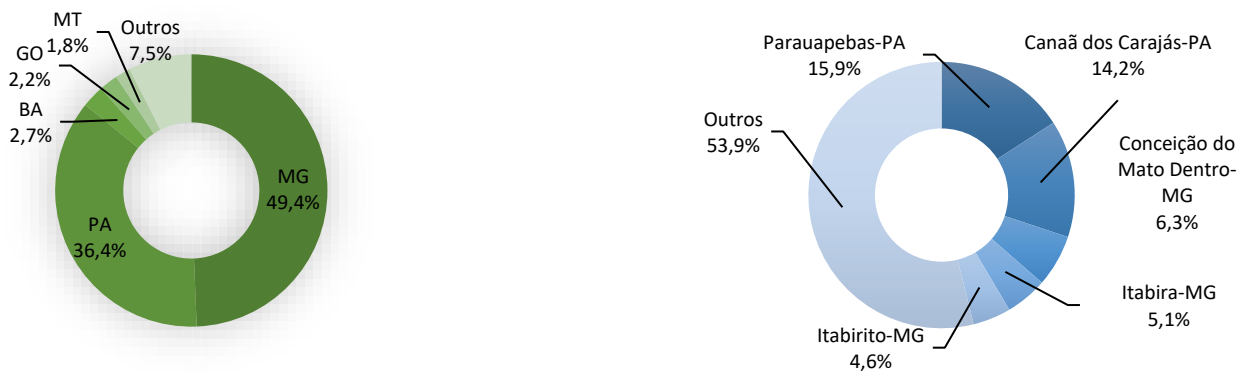 MT
1,8%
Outros
7,5%
GO
2,2%
BA
2,7%
PA
36,4%
MG
49,4%
Parauapebas-PA
15,9%
Canaã dos Carajás-PA
14,2%
Outros
53,9%
Conceição do
Mato Dentro-
MG
6,3%
Itabira-MG
5,1%
Itabirito-MG
4,6%